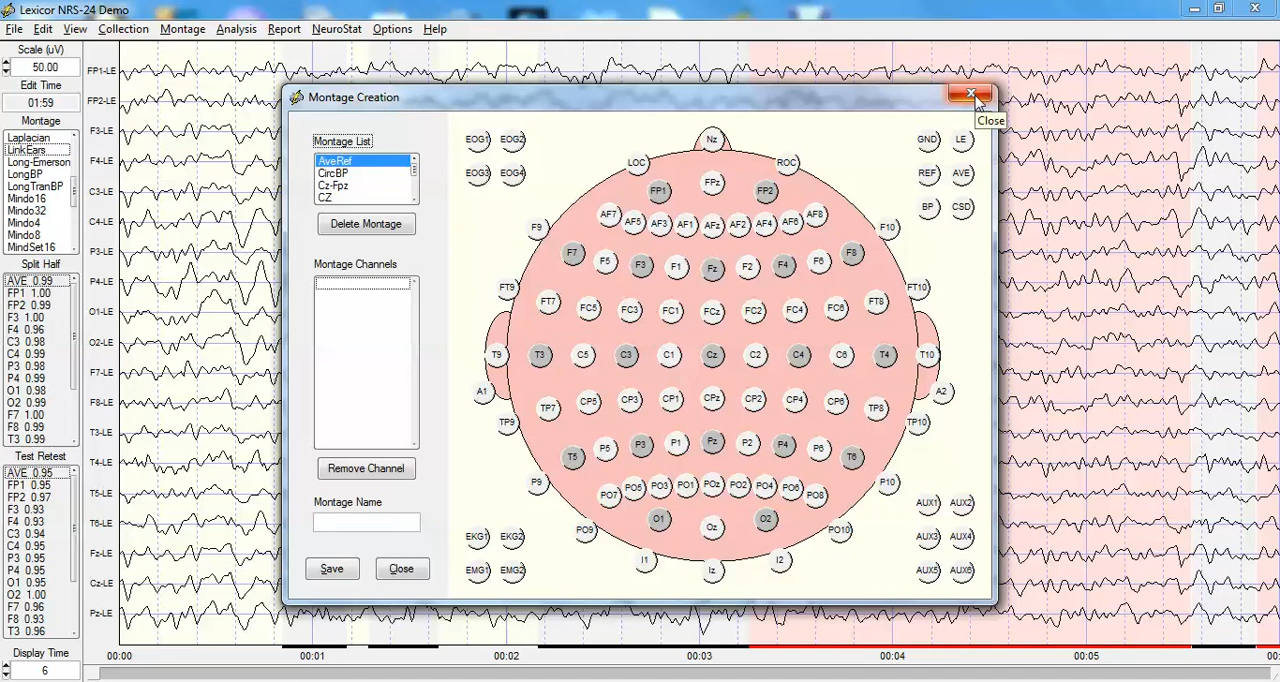 Lexicor NRS-24 Demo
File Edit View Collection Montage Analysis Report NeuroStat Options Help
Scale (uV)
50.00
Edit Time
01:59
Montage
Laplacian
LinkEars
Long-Emerson
LongBP
LongTranBP
Mindo16
Mindo32
Mindo4
Mindo8
MindSet16
Split Half
AVE 0.99
FP1 1.00
FP2 0.99
F3 1.00
F4 0.96
C3 0.98
C4 0.99
P3 0.98
P4 0.99
O1 0.98
O2 0.99
F7 1.00
F8 0.99
T3 0.99
Test Retest
AVE 0.95
FP1 0.95
FP2 0.97
F3 0.93
F4 0.93
C3 0.94
C4 0.95
P3 0.95
P4 0.95
O1 0.95
O2 1.00
F7 0.96
F8 0.93
T3 0.96
Display Time
6
FP1-LE
FP2-LE
F3-LE
F4-LE
C3-LE
C4-LE
P3-LE
P4-LE
O1-LE
O2-LE
F7-LE
F8-LE
T3-LE
T4-LE
T5-LE
T6-LE
Fz-LE
Cz-LE
Pz-LE
00:00 00:01 00:02 00:03 00:04 00:05 00:
Montage Creation
Close
Montage List
AveRef
CircBP
Cz-Fpz
CZ
Delete Montage
Montage Channels
Remove Channel
Montage Name
Save Close
EOG1 EOG2 Nz GND LE
EOG3 EOG4 LOC ROC REF AVE
FP1 FPz FP2
BP CSD
AF7 AF5 AF3 AF1 AFz AF2 AF4 AF6 AF8
F9 F10
F7 F5 F3 F1 Fz F2 F4 F6 F8
FT9 FT10
FT7 FC5 FC3 FC1 FCz FC2 FC4 FC6 FT8
T9 T3 C5 C3 C1 Cz C2 C4 C6 T4 T10
A1 A2
TP7 CP5 CP3 CP1 CPz CP2 CP4 CP6 TP8
TP9 TP10
T5 P5 P3 P1 Pz P2 P4 P6 T6
P9 P10
PO7 PO5 PO3 PO1 POz PO2 PO4 PO6 PO8
O1 Oz O2
PO9 PO10
I1 Iz I2
EKG1 EKG2
EMG1 EMG2
AUX1 AUX2
AUX3 AUX4
AUX5 AUX6